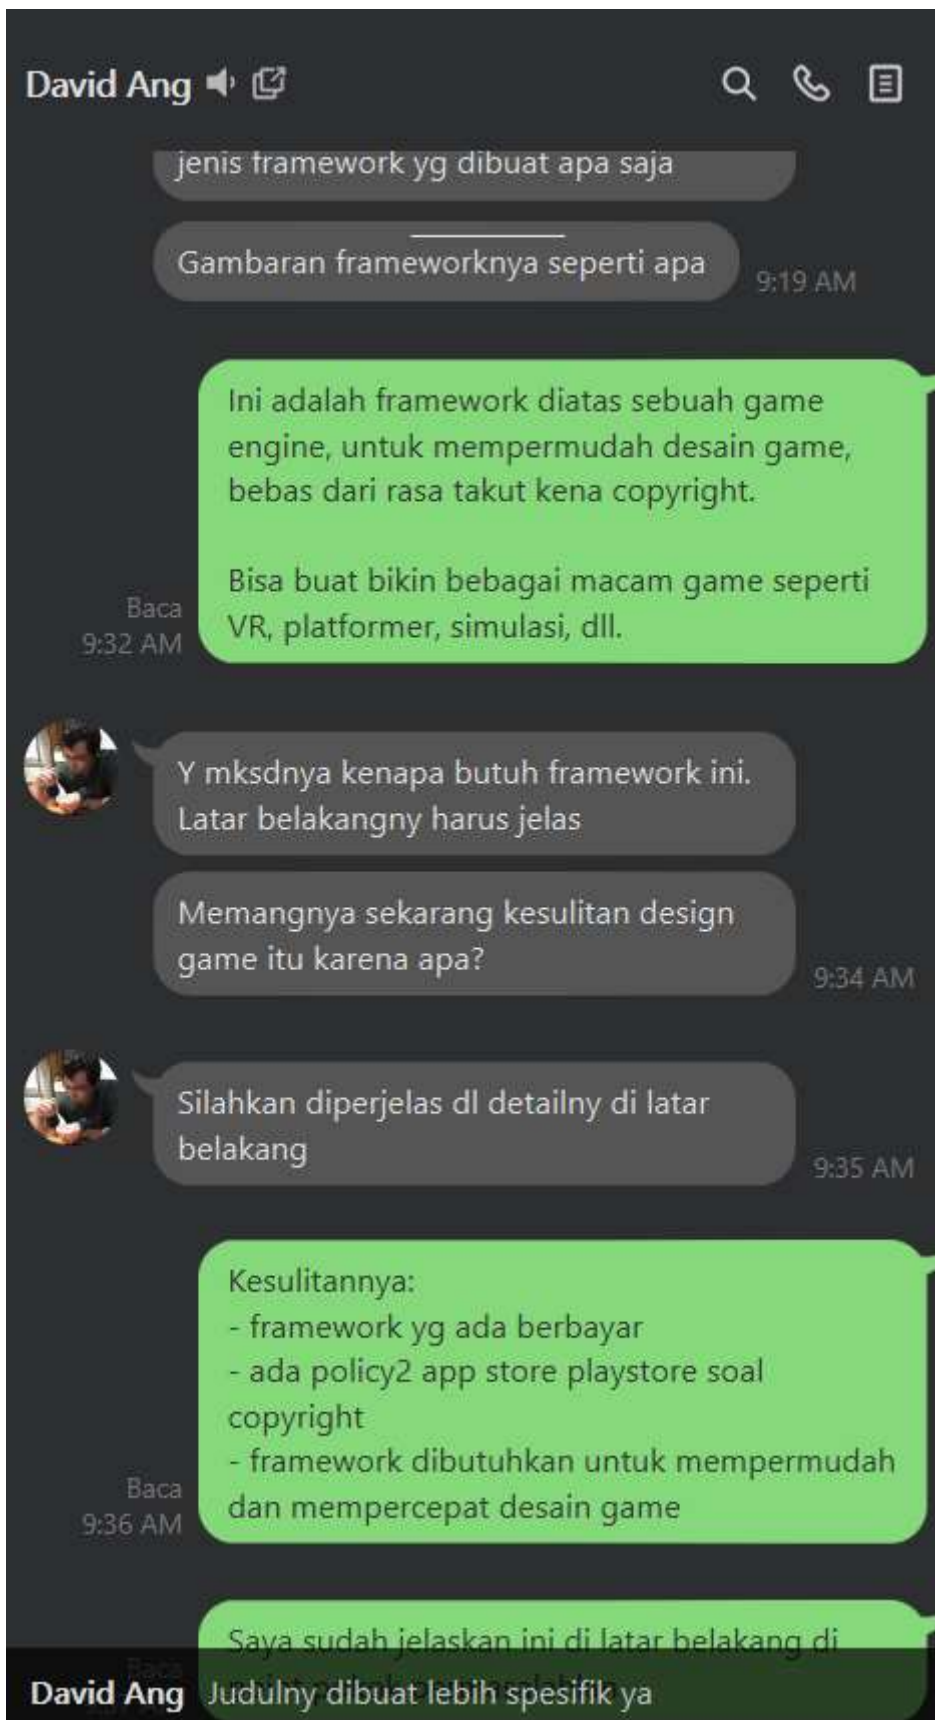 David Ang
jenis framework yg dibuat apa saja
Gambaran frameworknya seperti apa
9:19 AM
Ini adalah framework diatas sebuah game
engine, untuk mempermudah desain game,
bebas dari rasa takut kena copyright.
Bisa buat bikin bebagai macam game seperti
VR, platformer, simulasi, dll.
Baca
9:32 AM
Y mksdnya kenapa butuh framework ini.
Latar belakangny harus jelas
Memangnya sekarang kesulitan design
game itu karena apa?
9:34 AM
Silahkan diperjelas dl detailny di latar
belakang
9:35 AM
Kesulitannya:
- framework yg ada berbayar
- ada policy2 app store playstore soal
copyright
- framework dibutuhkan untuk mempermudah
dan mempercepat desain game
Baca
9:36 AM
Saya sudah jelaskan ini di latar belakang di
Baca
David Ang Judulny dibuat lebih spesifik ya